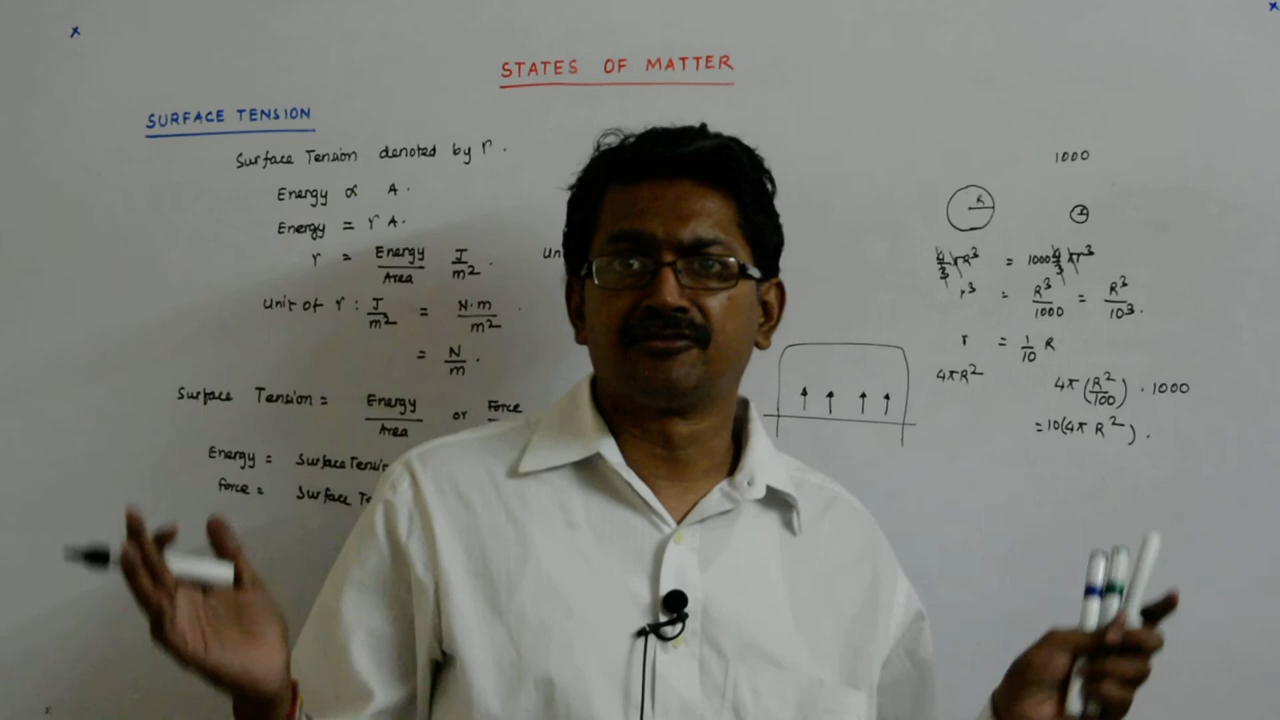 STATES OF MATTER
SURFACE TENSION
Surface Tension denoted by r.
Energy ∝ A.
Energy = r A.
r = Energy/Area J/m². Un
Unit of r : J/m² = N·m/m².
= N/m.
Surface Tension = Energy/Area or Force
Energy = Surface Tensi
Force = Surface Te
1000
R
4/3 πR³ = 1000 4/3 πr³
r³ = R³/1000 = R³/10³.
r = 1/10 R
4πR² 4π(R²/100) · 1000
= 10(4πR²).